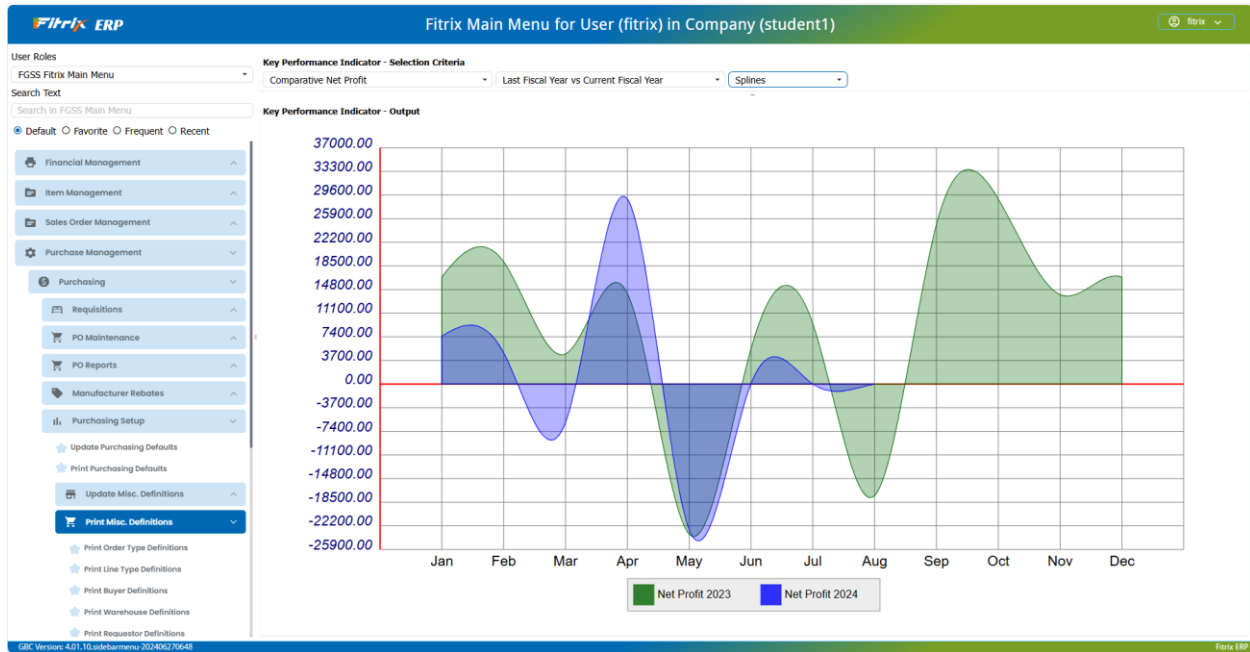 Fitrix ERP
Fitrix Main Menu for User (fitrix) in Company (student1)
fitrix
User Roles
FGSS Fitrix Main Menu
Search Text
Search in FGSS Main Menu
Default Favorite Frequent Recent
Financial Management
Item Management
Sales Order Management
Purchase Management
Purchasing
Requisitions
PO Maintenance
PO Reports
Manufacturer Rebates
Purchasing Setup
Update Purchasing Defaults
Print Purchasing Defaults
Update Misc. Definitions
Print Misc. Definitions
Print Order Type Definitions
Print Line Type Definitions
Print Buyer Definitions
Print Warehouse Definitions
Print Requestor Definitions
Key Performance Indicator - Selection Criteria
Comparative Net Profit
Last Fiscal Year vs Current Fiscal Year
Splines
Key Performance Indicator - Output
37000.00
33300.00
29600.00
25900.00
22200.00
18500.00
14800.00
11100.00
7400.00
3700.00
0.00
-3700.00
-7400.00
-11100.00
-14800.00
-18500.00
-22200.00
-25900.00
Jan Feb Mar Apr May Jun Jul Aug Sep Oct Nov Dec
Net Profit 2023
Net Profit 2024
GBC Version: 4.01.10.sidebarmenu-202406270648
Fitrix ERP